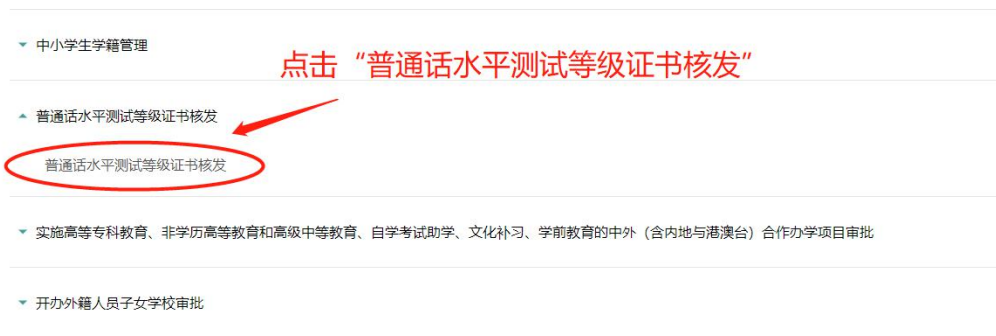 中小学生学籍管理
点击“普通话水平测试等级证书核发”
普通话水平测试等级证书核发
普通话水平测试等级证书核发
实施高等专科教育、非学历高等教育和高级中等教育、自学考试助学、文化补习、学前教育的中外（含内地与港澳台）合作办学项目审批
开办外籍人员子女学校审批